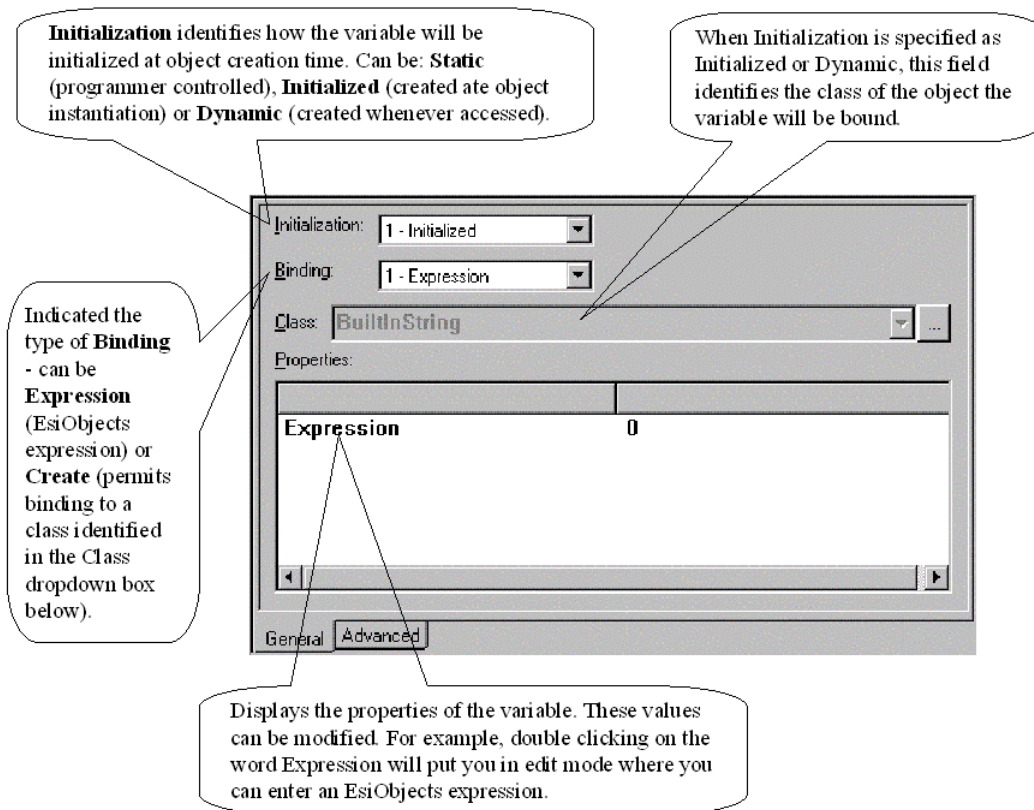 Initialization identifies how the variable will be
initialized at object creation time. Can be: Static
(programmer controlled), Initialized (created ate object
instantiation) or Dynamic (created whenever accessed).
When Initialization is specified as
Initialized or Dynamic, this field
identifies the class of the object the
variable will be bound.
Initialization:
1 - Initialized
Binding:
1 - Expression
Class:
BuiltInString
...
Properties:
Expression
0
General
Advanced
Indicated the
type of Binding
- can be
Expression
(EsiObjects
expression) or
Create (permits
binding to a
class identified
in the Class
dropdown box
below).
Displays the properties of the variable. These values
can be modified. For example, double clicking on the
word Expression will put you in edit mode where you
can enter an EsiObjects expression.